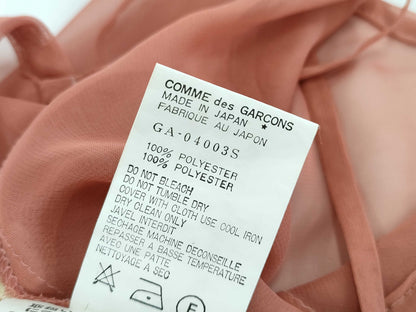 COMME des GARCONS
MADE IN JAPAN ★
FABRIQUE AU JAPON
GA-04003S
100% POLYESTER
100% POLYESTER
DO NOT BLEACH
DO NOT TUMBLE DRY
COVER WITH CLOTH USE COOL IRON
DRY CLEAN ONLY
JAVEL INTERDIT
SECHAGE MACHINE DECONSEILLE
REPASSER A BASSE TEMPERATURE
AVEC UNE PATTE
NETTOYAGE A SEC
F